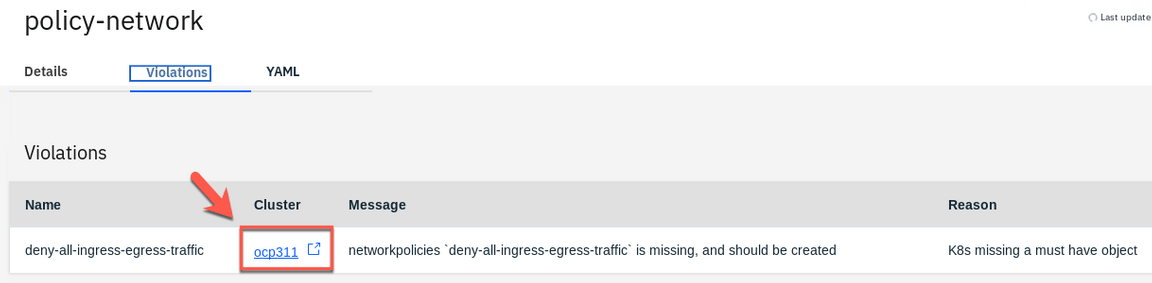 policy-network
Last update
Details Violations YAML
Violations
Name Cluster Message Reason
deny-all-ingress-egress-traffic ocp311 networkpolicies `deny-all-ingress-egress-traffic` is missing, and should be created K8s missing a must have object